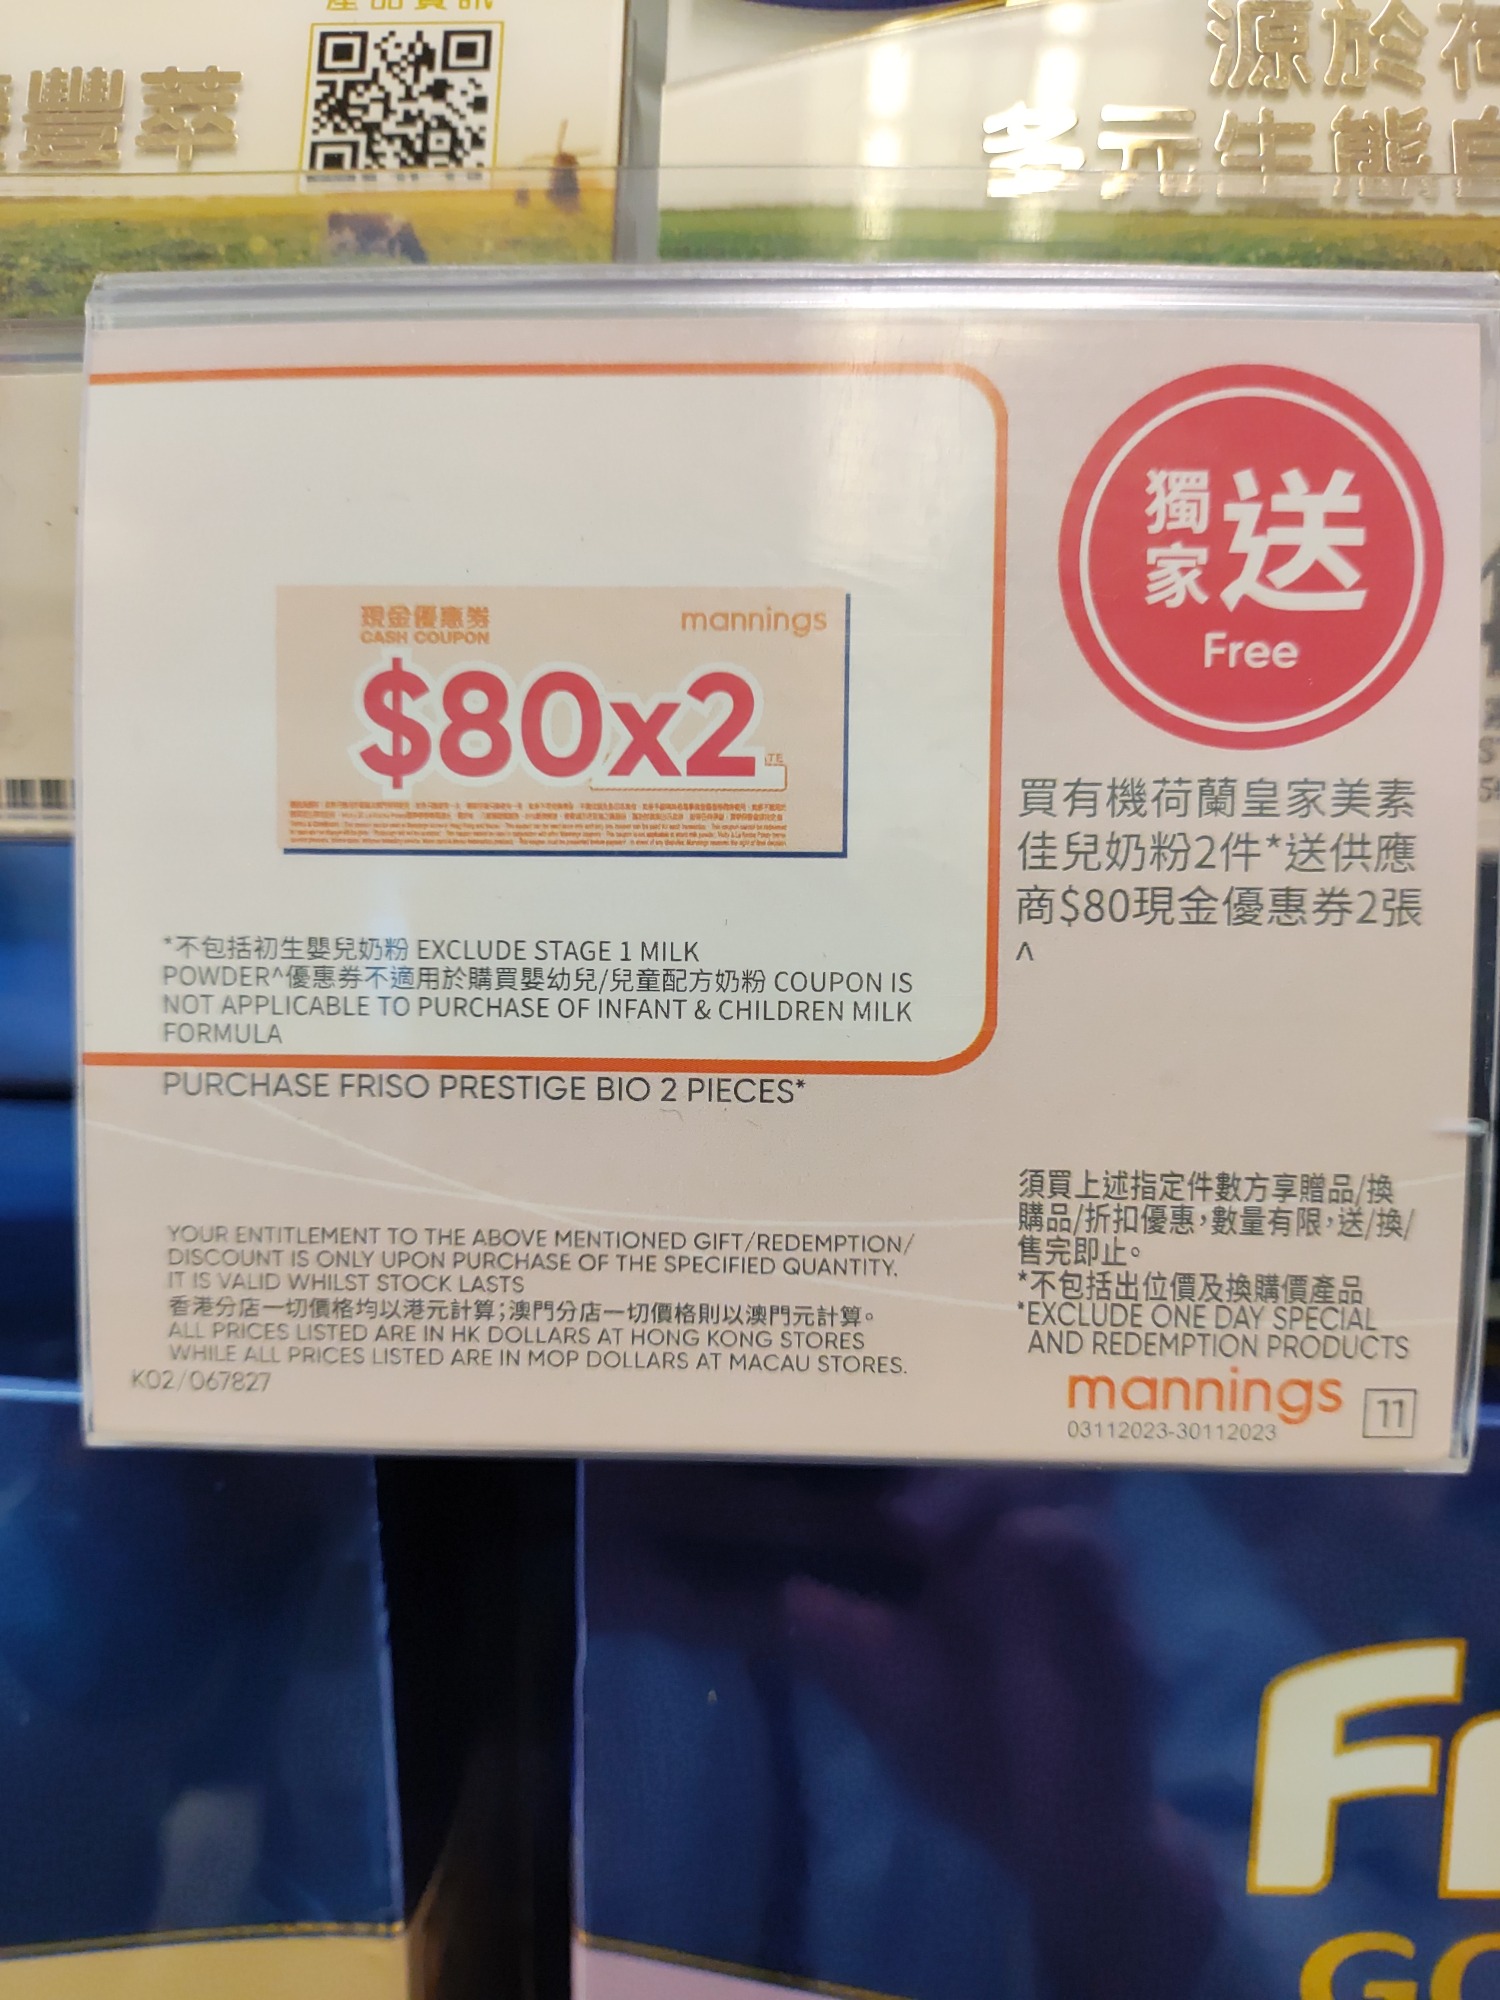 產品資訊
豐萃
源於荷
多元生態
獨家送
Free
現金優惠券
CASH COUPON
mannings
$80x2
買有機荷蘭皇家美素
佳兒奶粉2件*送供應
商$80現金優惠券2張
^
*不包括初生嬰兒奶粉 EXCLUDE STAGE 1 MILK
POWDER^優惠券不適用於購買嬰幼兒/兒童配方奶粉 COUPON IS
NOT APPLICABLE TO PURCHASE OF INFANT & CHILDREN MILK
FORMULA
PURCHASE FRISO PRESTIGE BIO 2 PIECES*
YOUR ENTITLEMENT TO THE ABOVE MENTIONED GIFT/REDEMPTION/
DISCOUNT IS ONLY UPON PURCHASE OF THE SPECIFIED QUANTITY.
IT IS VALID WHILST STOCK LASTS
香港分店一切價格均以港元計算;澳門分店一切價格則以澳門元計算。
ALL PRICES LISTED ARE IN HK DOLLARS AT HONG KONG STORES
WHILE ALL PRICES LISTED ARE IN MOP DOLLARS AT MACAU STORES.
K02/067827
須買上述指定件數方享贈品/換
購品/折扣優惠,數量有限,送/換/
售完即止。
*不包括出位價及換購價產品
*EXCLUDE ONE DAY SPECIAL
AND REDEMPTION PRODUCTS
mannings
11
03112023-30112023